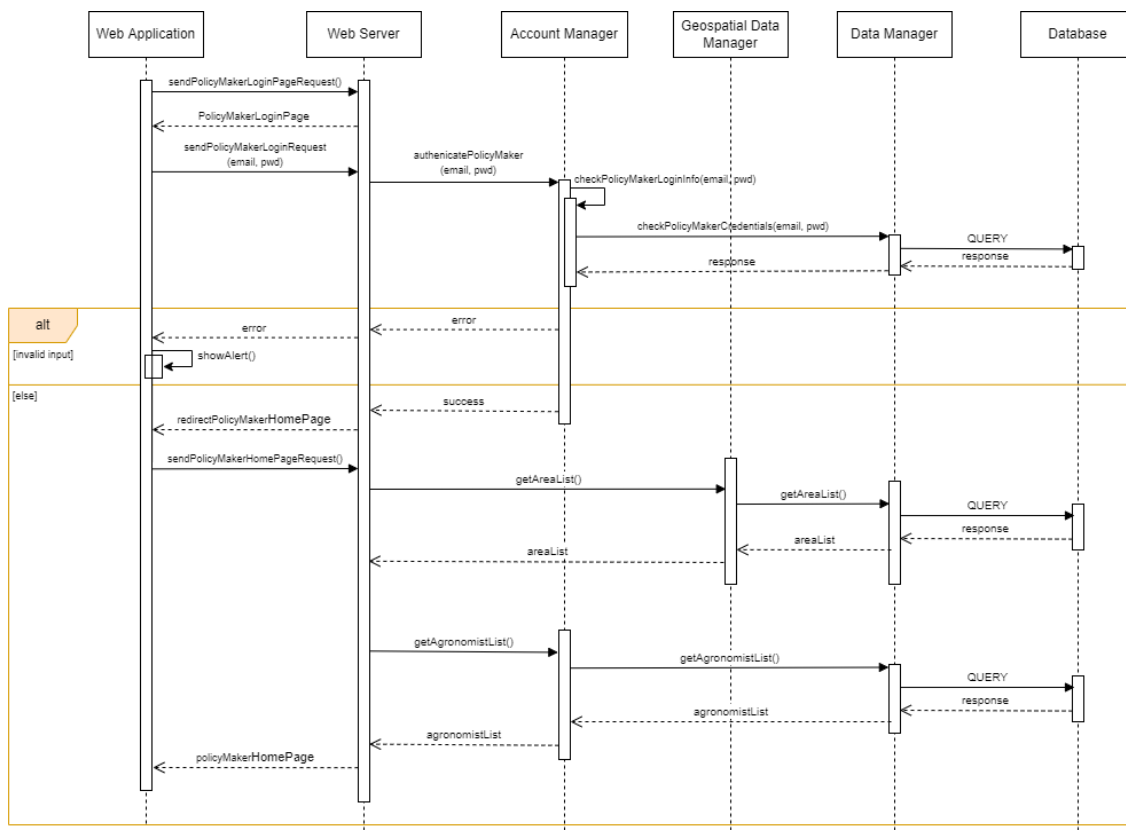 Web Application
Web Server
Account Manager
Geospatial Data
Manager
Data Manager
Database
sendPolicyMakerLoginPageRequest()
PolicyMakerLoginPage
sendPolicyMakerLoginRequest
(email, pwd)
authenicatePolicyMaker
(email, pwd)
checkPolicyMakerLoginInfo(email, pwd)
checkPolicyMakerCredentials(email, pwd)
QUERY
response
response
alt
error
error
[invalid input]
showAlert()
[else]
success
redirectPolicyMakerHomePage
sendPolicyMakerHomePageRequest()
getAreaList()
getAreaList()
QUERY
response
areaList
areaList
getAgronomistList()
getAgronomistList()
QUERY
response
agronomistList
agronomistList
policyMakerHomePage